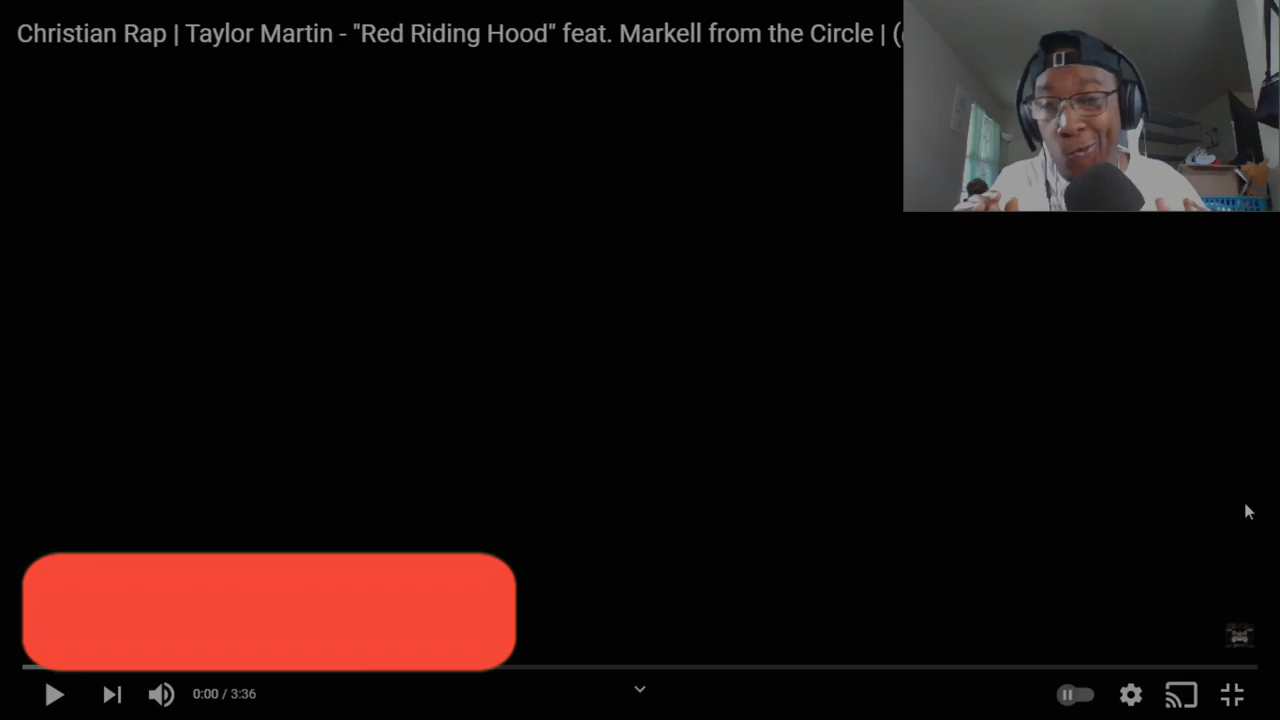 Christian Rap | Taylor Martin - "Red Riding Hood" feat. Markell from the Circle | (
0:00 / 3:36